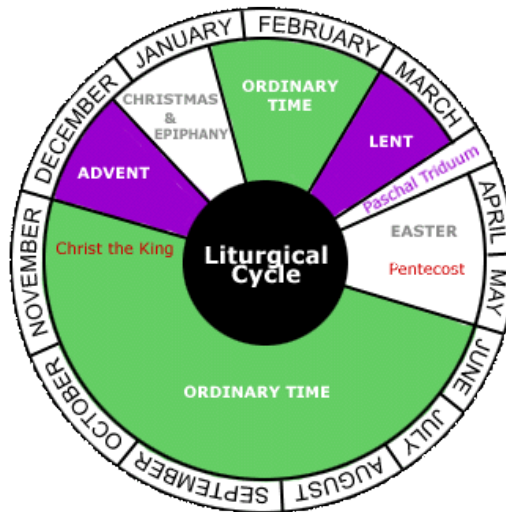 JANUARY
FEBRUARY
MARCH
APRIL
MAY
JUNE
JULY
AUGUST
SEPTEMBER
OCTOBER
NOVEMBER
DECEMBER
CHRISTMAS
&
EPIPHANY
ORDINARY
TIME
LENT
Paschal Triduum
EASTER
Pentecost
ORDINARY TIME
Christ the King
ADVENT
Liturgical
Cycle